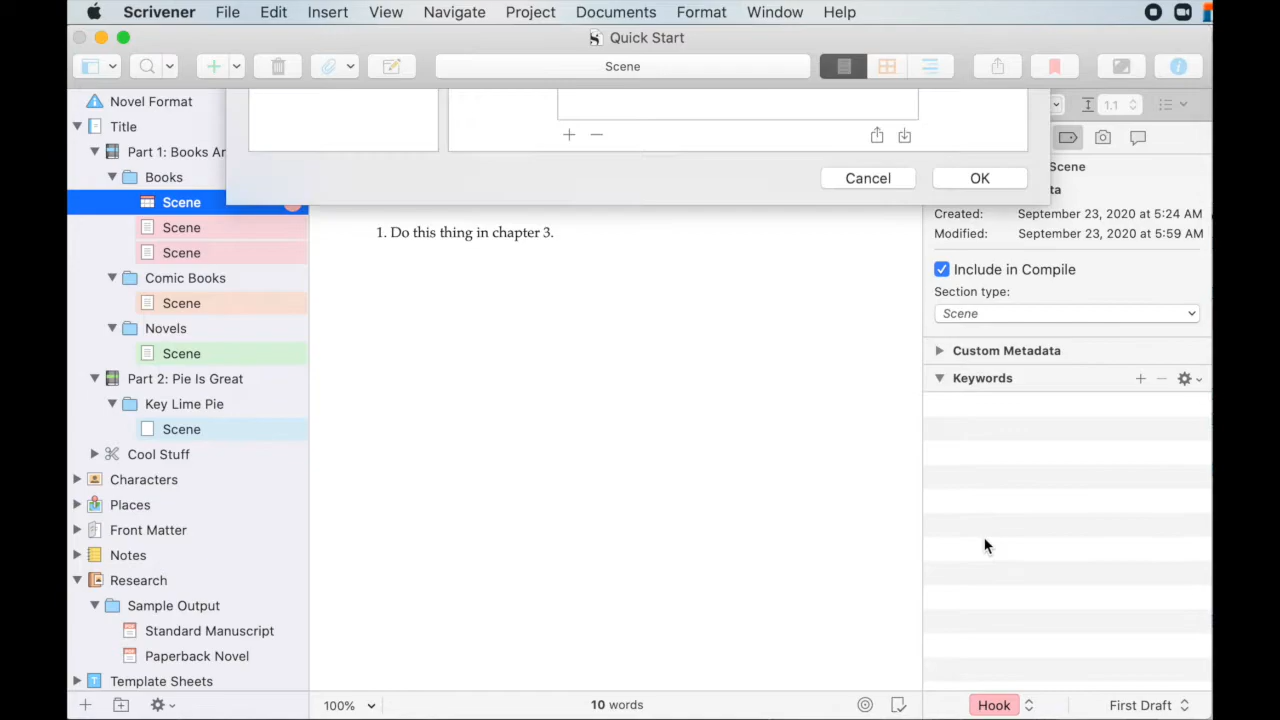 Scrivener File Edit Insert View Navigate Project Documents Format Window Help
Quick Start
Scene
Novel Format
Title
Part 1: Books Ar
Books
Scene
Scene
Scene
Comic Books
Scene
Novels
Scene
Part 2: Pie Is Great
Key Lime Pie
Scene
Cool Stuff
Characters
Places
Front Matter
Notes
Research
Sample Output
Standard Manuscript
Paperback Novel
Template Sheets
Cancel OK
1. Do this thing in chapter 3.
100%
10 words
1.1
Scene
ta
Created: September 23, 2020 at 5:24 AM
Modified: September 23, 2020 at 5:59 AM
Include in Compile
Section type:
Scene
Custom Metadata
Keywords
Hook
First Draft